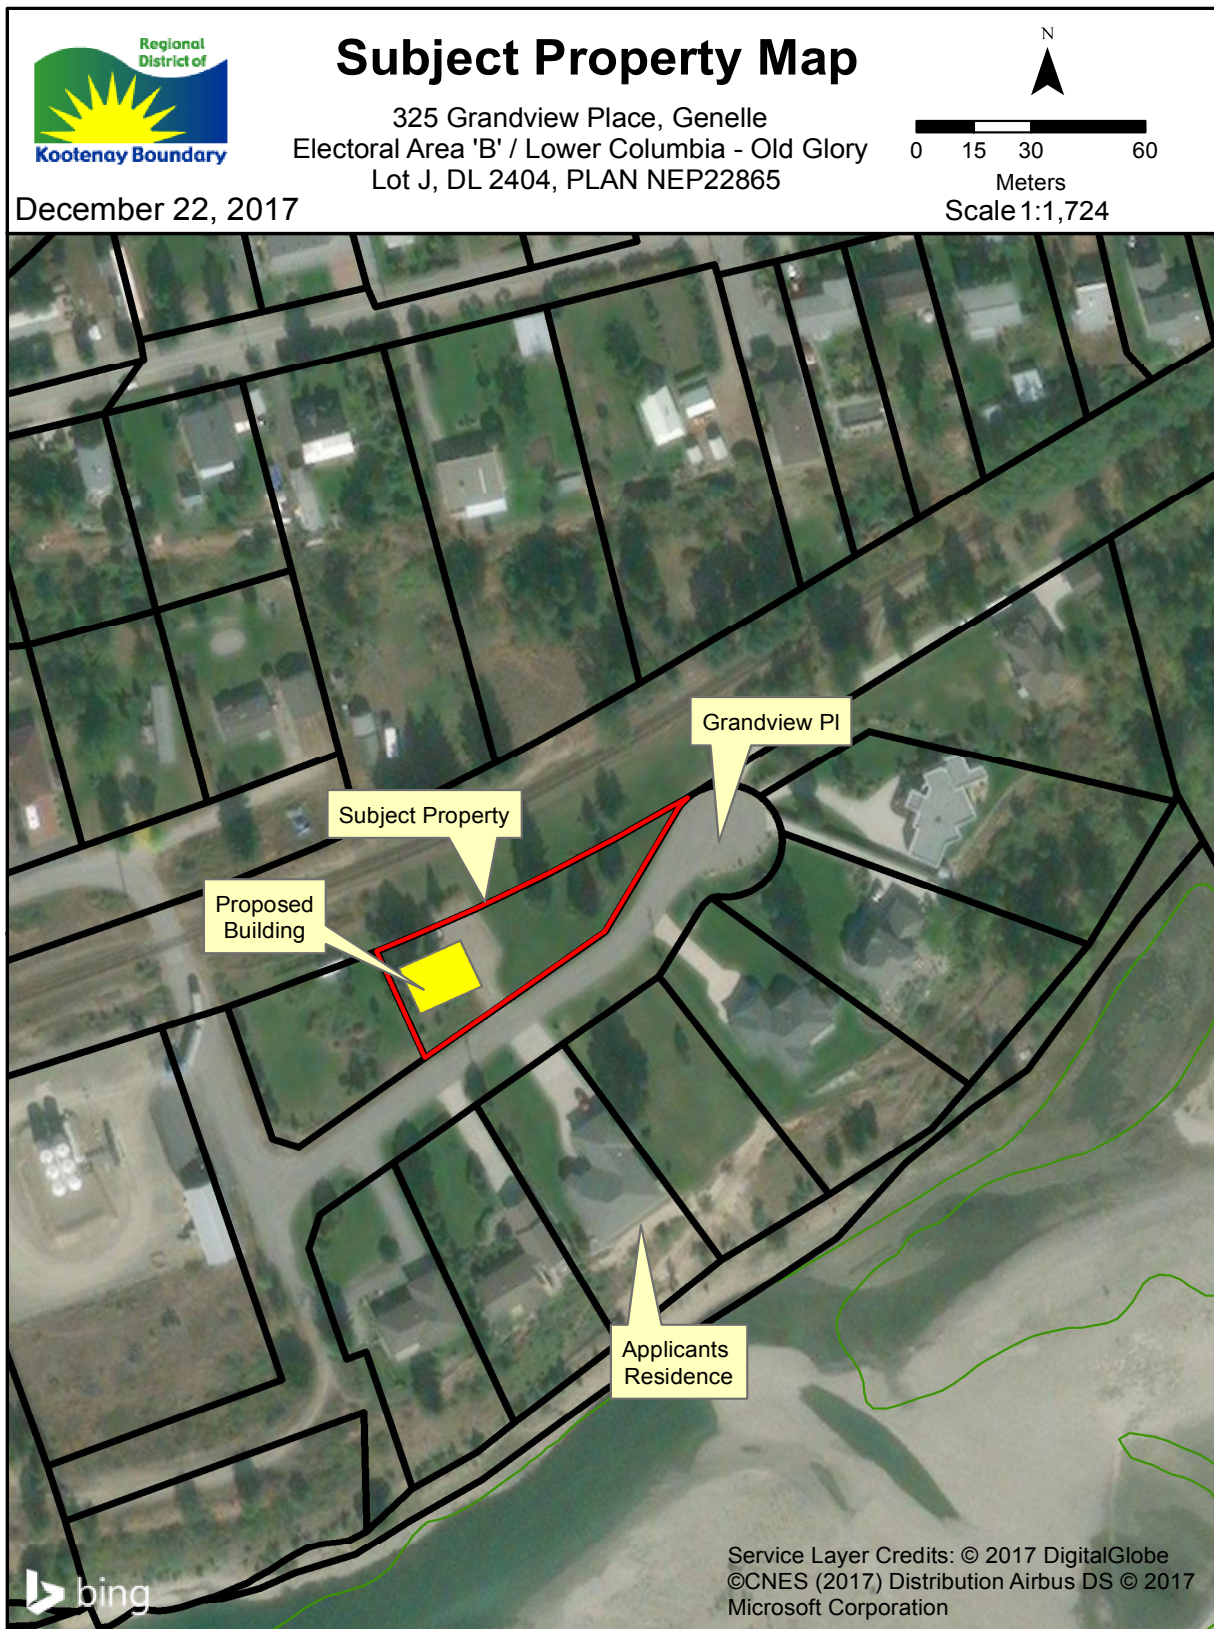 Regional
District of
Kootenay Boundary
December 22, 2017
Subject Property Map
325 Grandview Place, Genelle
Electoral Area 'B' / Lower Columbia - Old Glory
Lot J, DL 2404, PLAN NEP22865
N
0 15 30 60
Meters
Scale 1:1,724
Grandview Pl
Subject Property
Proposed
Building
Applicants
Residence
Service Layer Credits: © 2017 DigitalGlobe
©CNES (2017) Distribution Airbus DS © 2017
Microsoft Corporation
bing